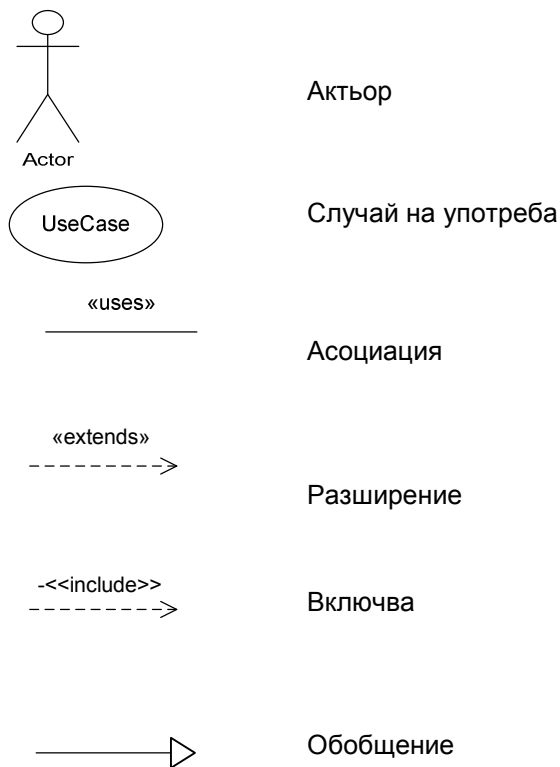 Actor
Актьор
UseCase
Случай на употреба
«uses»
Асоциация
«extends»
Разширение
-<<include>>
Включва
Обобщение